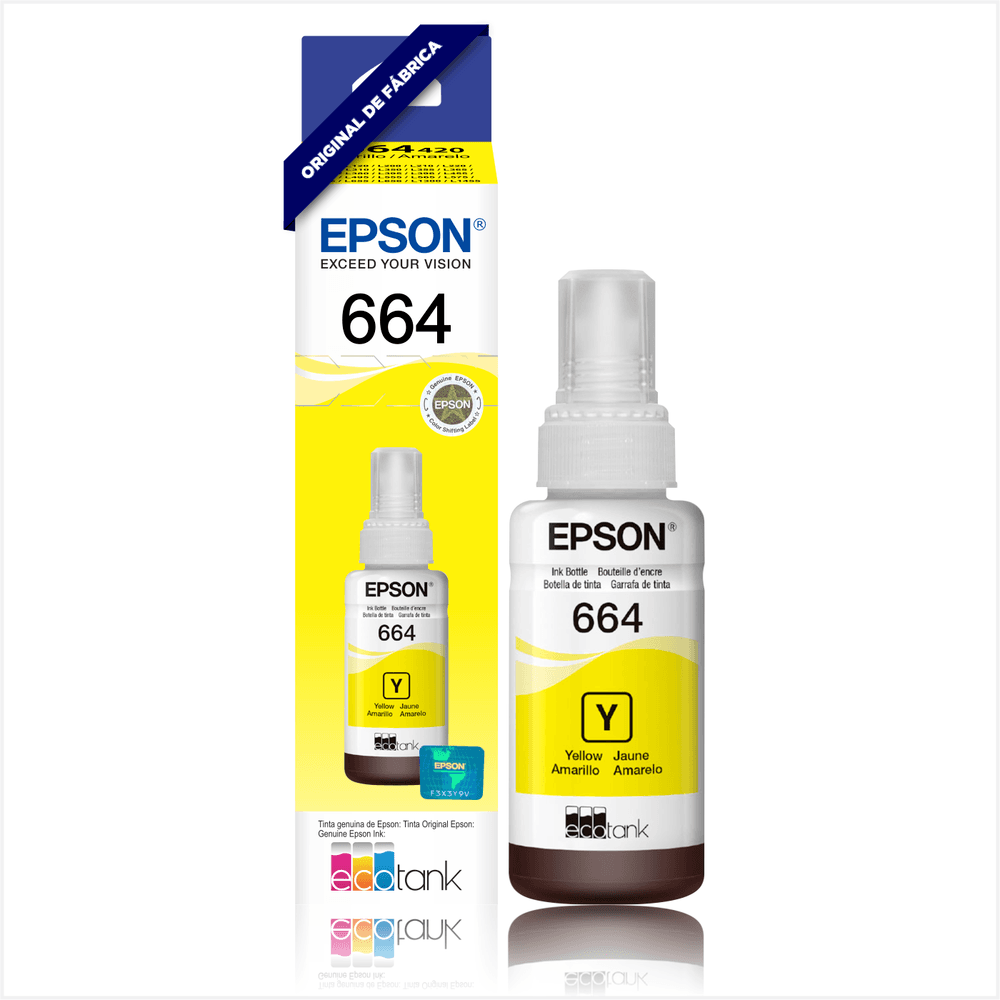 ORIGINAL DE FÁBRICA
420
/ Amarelo
EPSON®
EXCEED YOUR VISION
664
Genuine EPSON
EPSON
Color Shifting Label
EPSON®
Ink Bottle Bouteille d'encre
Botella de tinta Garrafa de tinta
664
Y
Yellow Jaune
Amarillo Amarelo
ecotank
EPSON
F3X3Y9V
Tinta genuina de Epson: Tinta Original Epson:
Genuine Epson Ink:
ecotank
EPSON®
Ink Bottle Bouteille d'encre
Botella de tinta Garrafa de tinta
664
Y
Yellow Jaune
Amarillo Amarelo
ecotank